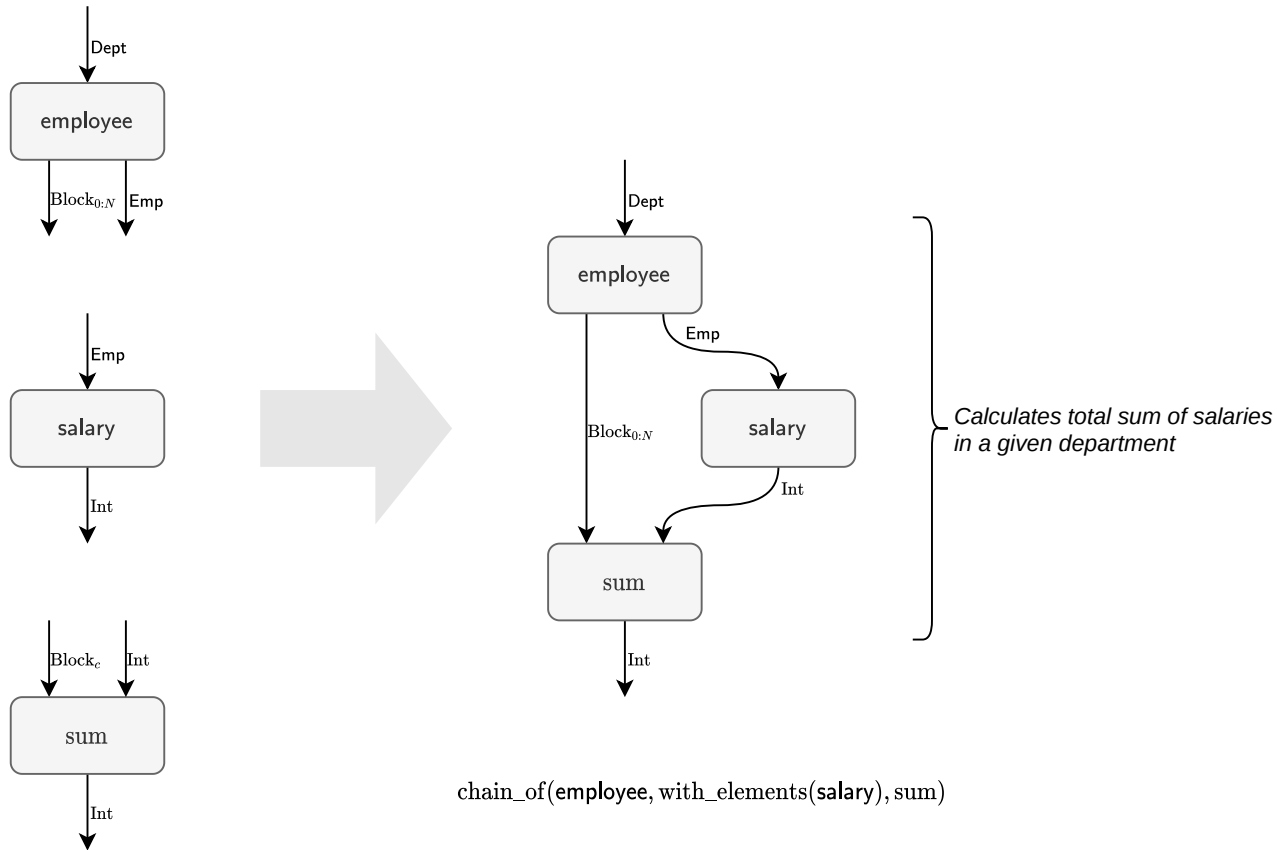 Dept
employee
Block₀:N
Emp
Emp
salary
Int
Block_c
Int
sum
Int
Dept
employee
Emp
Block₀:N
salary
Int
sum
Int
Calculates total sum of salaries
in a given department
chain_of(employee, with_elements(salary), sum)